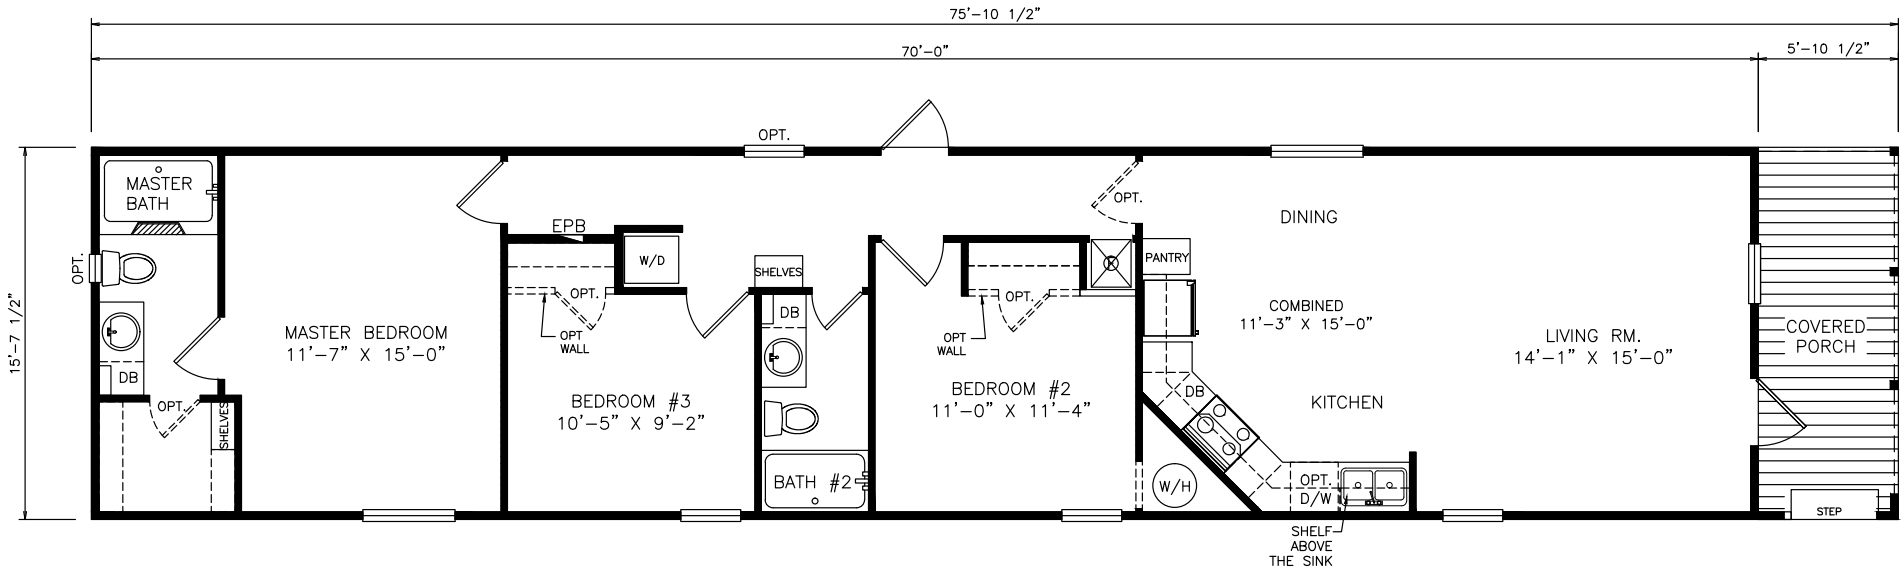 75'-10 1/2"
70'-0"
5'-10 1/2"
15'-7 1/2"
OPT.
MASTER
BATH
OPT.
DB
OPT.
SHELVES
MASTER BEDROOM
11'-7" X 15'-0"
EPB
W/D
OPT.
OPT
WALL
BEDROOM #3
10'-5" X 9'-2"
SHELVES
DB
BATH #2
OPT.
OPT
WALL
BEDROOM #2
11'-0" X 11'-4"
OPT.
PANTRY
DINING
COMBINED
11'-3" X 15'-0"
KITCHEN
DB
W/H
OPT.
D/W
SHELF
ABOVE
THE SINK
LIVING RM.
14'-1" X 15'-0"
COVERED
PORCH
STEP